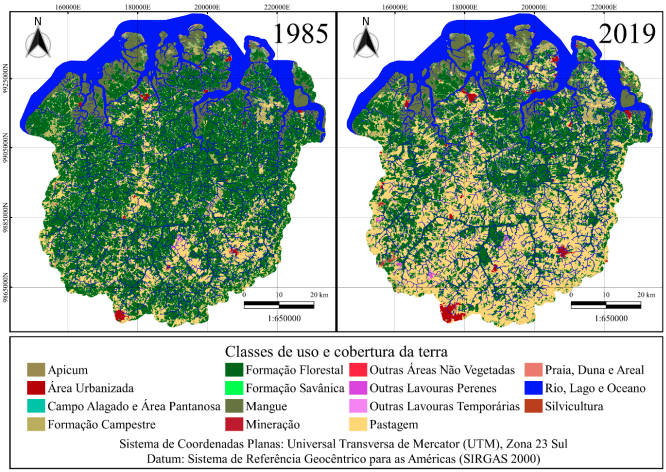 160000E 180000E 200000E 220000E 160000E 180000E 200000E 220000E
N 1985 N 2019
9925000N
9905000N
9885000N
9865000N
0 10 20 km 0 10 20 km
1:650000 1:650000
Classes de uso e cobertura da terra
Apicum Formação Florestal Outras Áreas Não Vegetadas Praia, Duna e Areal
Área Urbanizada Formação Savânica Outras Lavouras Perenes Rio, Lago e Oceano
Campo Alagado e Área Pantanosa Mangue Outras Lavouras Temporárias Silvicultura
Formação Campestre Mineração Pastagem
Sistema de Coordenadas Planas: Universal Transversa de Mercator (UTM), Zona 23 Sul
Datum: Sistema de Referência Geocêntrico para as Américas (SIRGAS 2000)